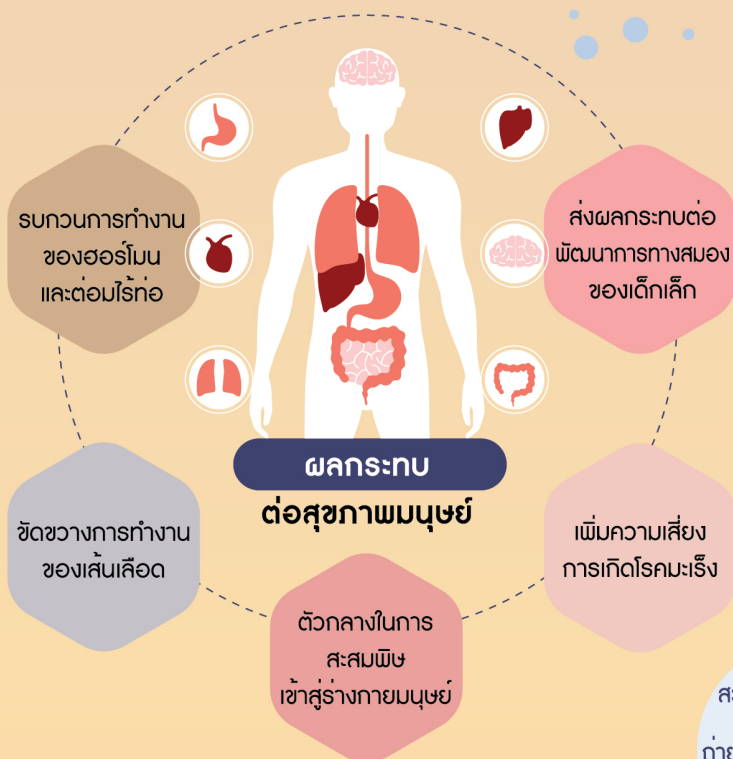 รบกวนการทำงาน
ของฮอร์โมน
และต่อมไร้ท่อ
ส่งผลกระทบต่อ
พัฒนาการทางสมอง
ของเด็กเล็ก
ผลกระทบ
ต่อสุขภาพมนุษย์
ขัดขวางการทำงาน
ของเส้นเลือด
เพิ่มความเสี่ยง
การเกิดโรคมะเร็ง
ตัวกลางในการ
สะสมพิษ
เข้าสู่ร่างกายมนุษย์